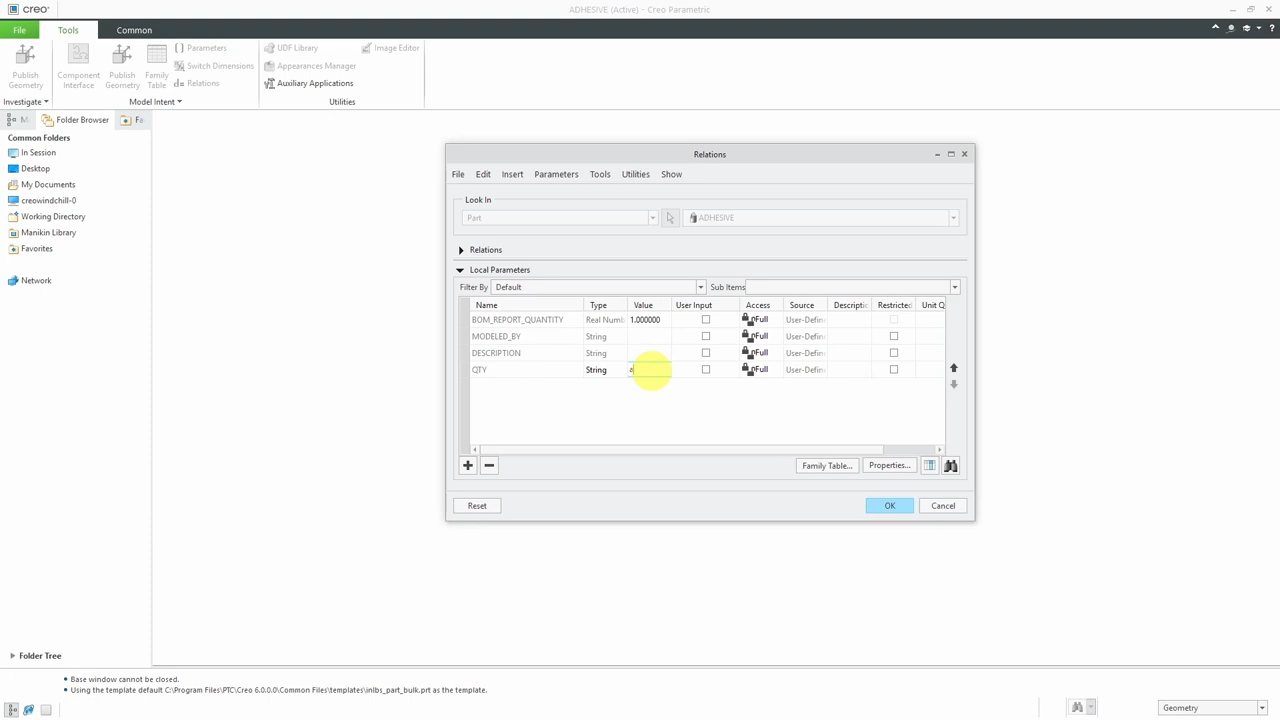 creo
ADHESIVE (Active) - Creo Parametric
File
Tools
Common
Publish Geometry
Component Interface
Publish Geometry
Family Table
Parameters
Switch Dimensions
d= Relations
UDF Library
Appearances Manager
Auxiliary Applications
Image Editor
Investigate
Model Intent
Utilities
M
Folder Browser
Fa
Common Folders
In Session
Desktop
My Documents
creowindchill-0
Working Directory
Manikin Library
Favorites
Network
Folder Tree
Relations
File Edit Insert Parameters Tools Utilities Show
Look In
Part
ADHESIVE
Relations
Local Parameters
Filter By Default Sub Items
Name Type Value User Input Access Source Descripti Restricted Unit Q
BOM_REPORT_QUANTITY Real Numb 1.000000 Full User-Defin
MODELED_BY String Full User-Defin
DESCRIPTION String Full User-Defin
QTY String a Full User-Defin
Family Table... Properties...
Reset OK Cancel
Base window cannot be closed.
Using the template default C:\Program Files\PTC\Creo 6.0.0.0\Common Files\templates\inlbs_part_bulk.prt as the template.
Geometry